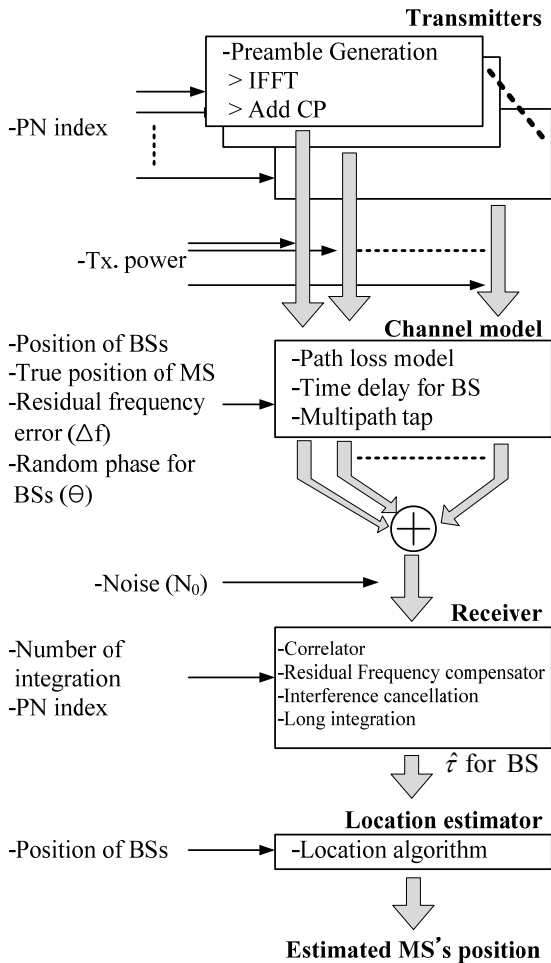 Transmitters
-Preamble Generation
> IFFT
> Add CP
-PN index
-Tx. power
Channel model
-Position of BSs
-True position of MS
-Residual frequency
error (Δf)
-Random phase for
BSs (Θ)
-Path loss model
-Time delay for BS
-Multipath tap
-Noise (N₀)
Receiver
-Number of
integration
-PN index
-Correlator
-Residual Frequency compensator
-Interference cancellation
-Long integration
τ̂ for BS
Location estimator
-Position of BSs
-Location algorithm
Estimated MS's position